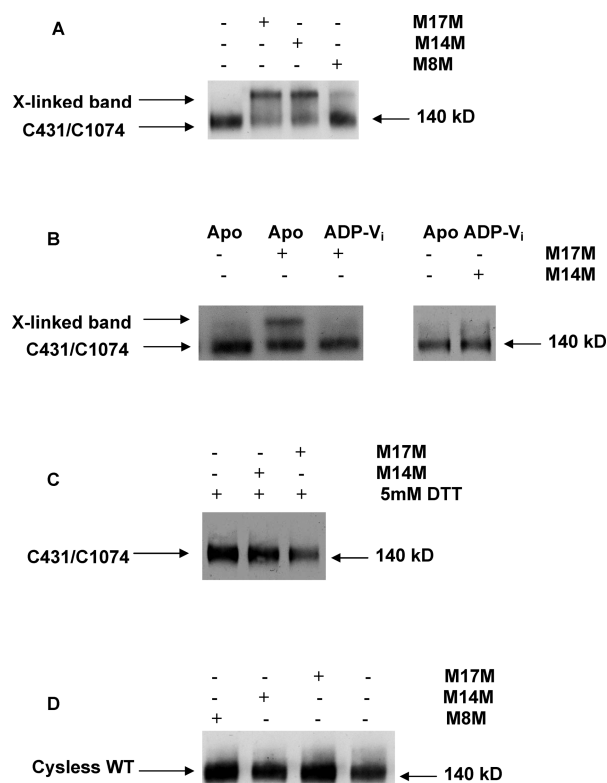 A
- + - - M17M
- - + - M14M
- - - + M8M
X-linked band
C431/C1074
140 kD
B
Apo Apo ADP-Vi Apo ADP-Vi
- + + - - M17M
- - - - + M14M
X-linked band
C431/C1074
140 kD
C
- - + M17M
- + - M14M
+ + + 5mM DTT
C431/C1074
140 kD
D
- - + - M17M
- + - - M14M
+ - - - M8M
Cysless WT
140 kD